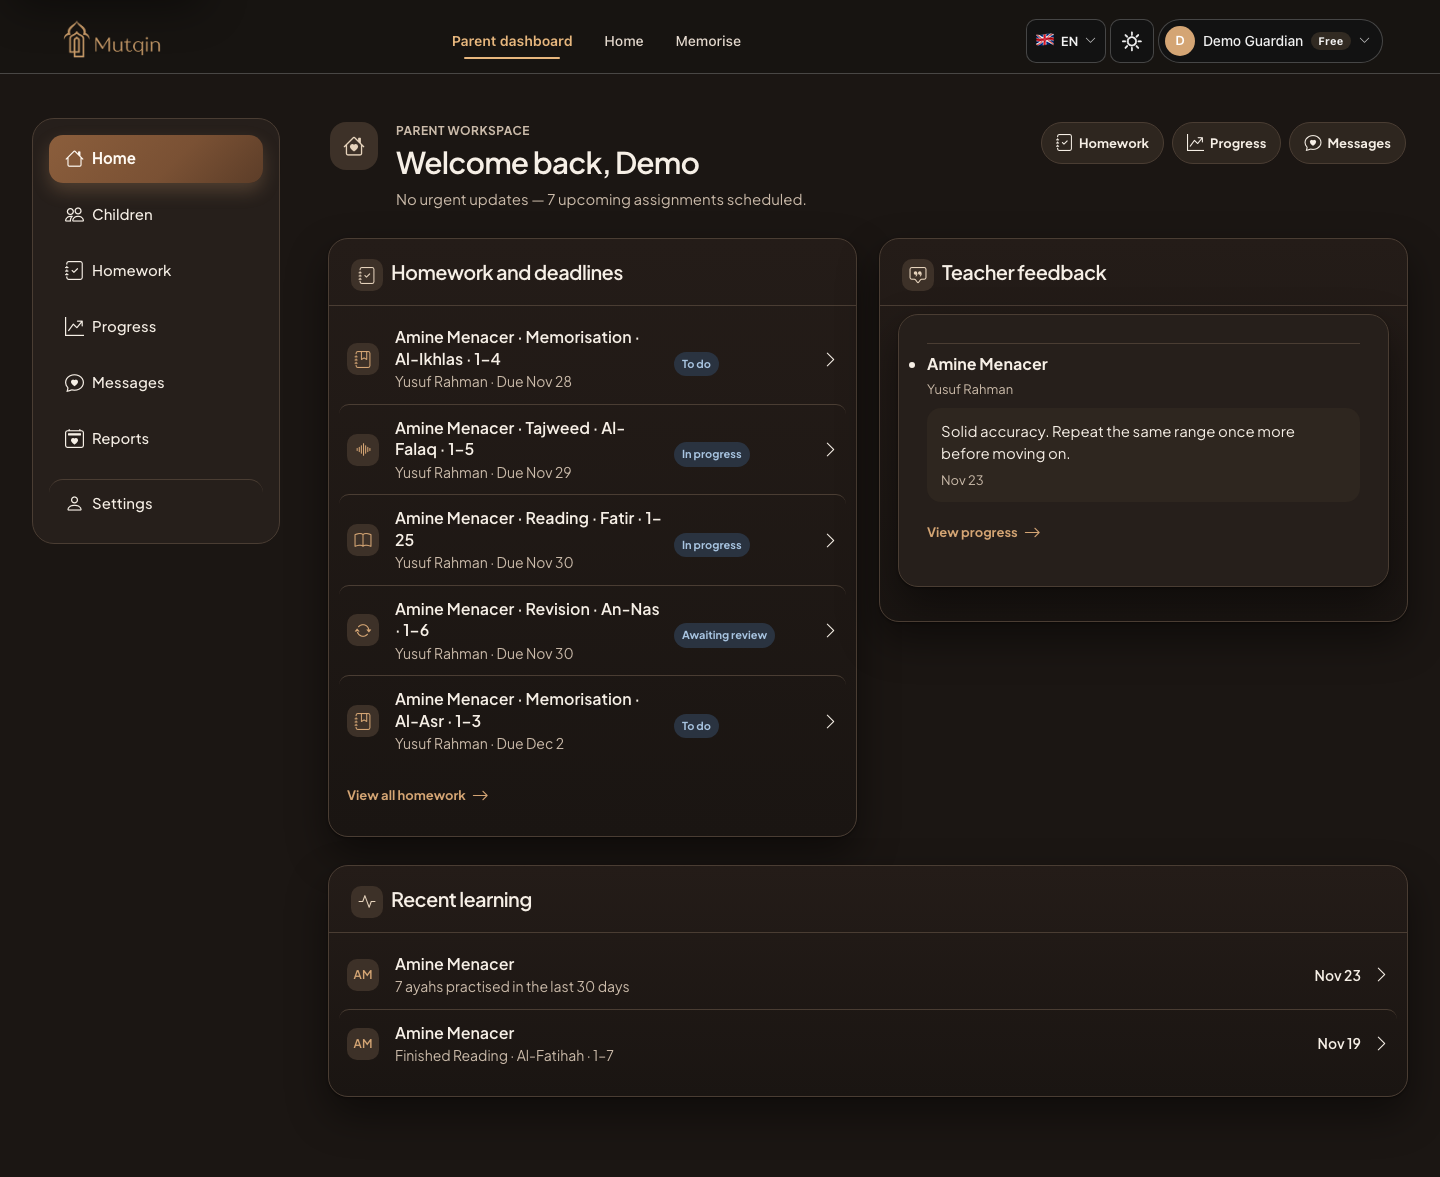 Mutqin
Parent dashboard
Home
Memorise
EN
D
Demo Guardian
Free
Home
Children
Homework
Progress
Messages
Reports
Settings
PARENT WORKSPACE
Welcome back, Demo
No urgent updates — 7 upcoming assignments scheduled.
Homework
Progress
Messages
Homework and deadlines
Amine Menacer · Memorisation ·
Al-Ikhlas · 1–4
Yusuf Rahman · Due Nov 28
To do
Amine Menacer · Tajweed · Al-
Falaq · 1–5
Yusuf Rahman · Due Nov 29
In progress
Amine Menacer · Reading · Fatir · 1–
25
Yusuf Rahman · Due Nov 30
In progress
Amine Menacer · Revision · An-Nas
· 1–6
Yusuf Rahman · Due Nov 30
Awaiting review
Amine Menacer · Memorisation ·
Al-Asr · 1–3
Yusuf Rahman · Due Dec 2
To do
View all homework
Teacher feedback
Amine Menacer
Yusuf Rahman
Solid accuracy. Repeat the same range once more
before moving on.
Nov 23
View progress
Recent learning
AM
Amine Menacer
7 ayahs practised in the last 30 days
Nov 23
AM
Amine Menacer
Finished Reading · Al-Fatihah · 1–7
Nov 19